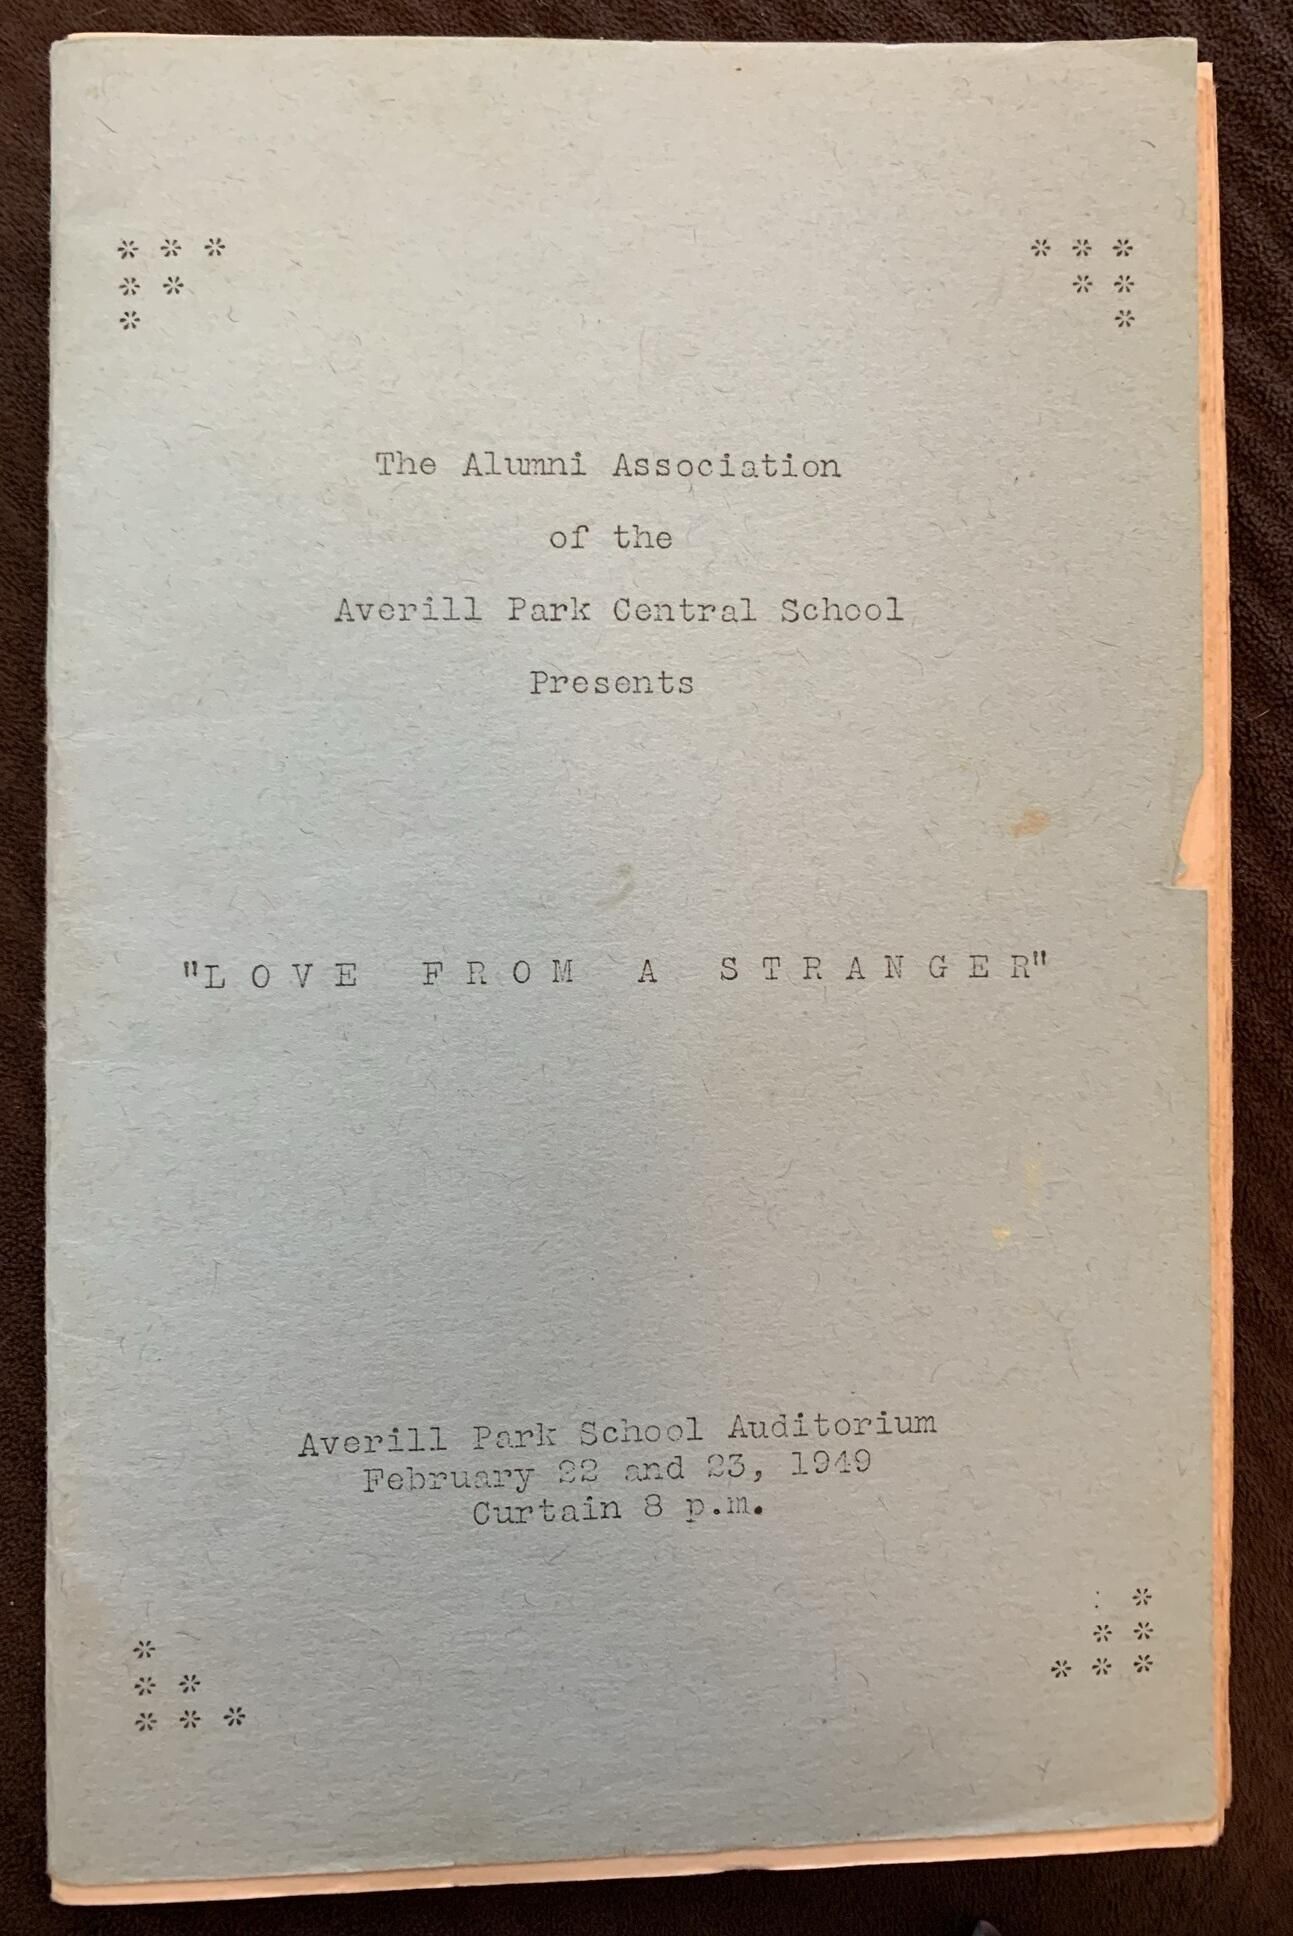 * * * * * *
* * * *
* *
The Alumni Association
of the
Averill Park Central School
Presents
"L O V E F R O M A S T R A N G E R"
Averill Park School Auditorium
February 22 and 23, 1949
Curtain 8 p.m.
* *
* * * *
* * * * * *